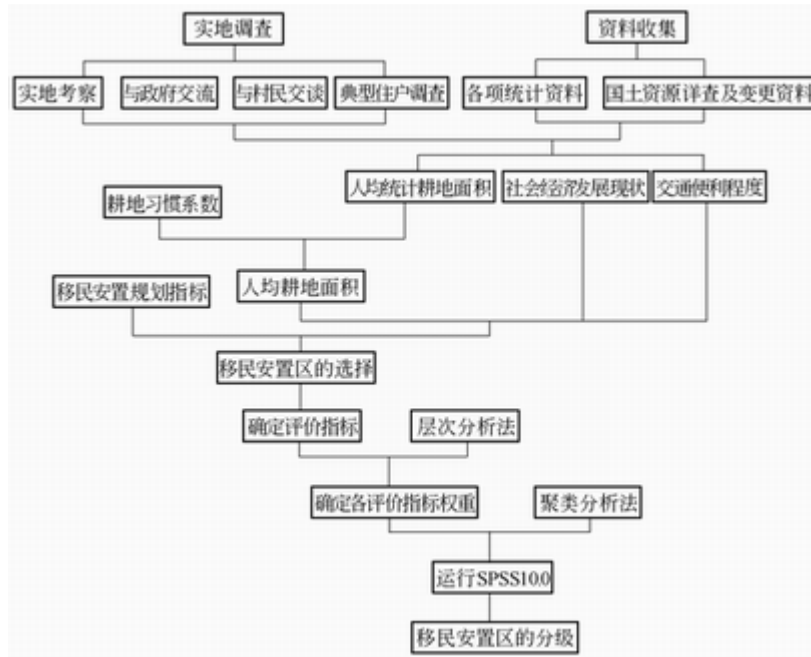 实地调查
资料收集
实地考察
与政府交流
与村民交谈
典型住户调查
各项统计资料
国土资源详查及变更资料
人均统计耕地面积
社会经济发展现状
交通便利程度
耕地习惯系数
人均耕地面积
移民安置规划指标
移民安置区的选择
确定评价指标
层次分析法
确定各评价指标权重
聚类分析法
运行SPSS10.0
移民安置区的分级